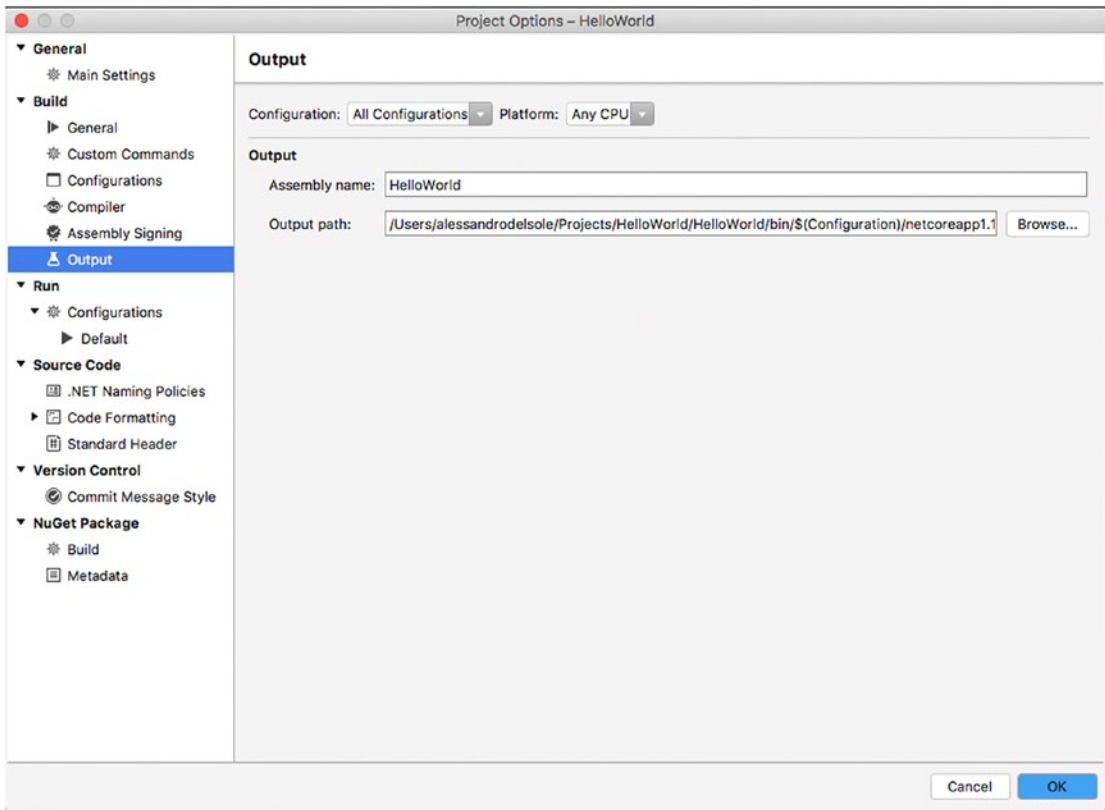 Project Options – HelloWorld
General
Main Settings
Build
General
Custom Commands
Configurations
Compiler
Assembly Signing
Output
Run
Configurations
Default
Source Code
.NET Naming Policies
Code Formatting
Standard Header
Version Control
Commit Message Style
NuGet Package
Build
Metadata
Output
Configuration: All Configurations Platform: Any CPU
Output
Assembly name: HelloWorld
Output path: /Users/alessandrodelsole/Projects/HelloWorld/HelloWorld/bin/$(Configuration)/netcoreapp1.1 Browse...
Cancel OK